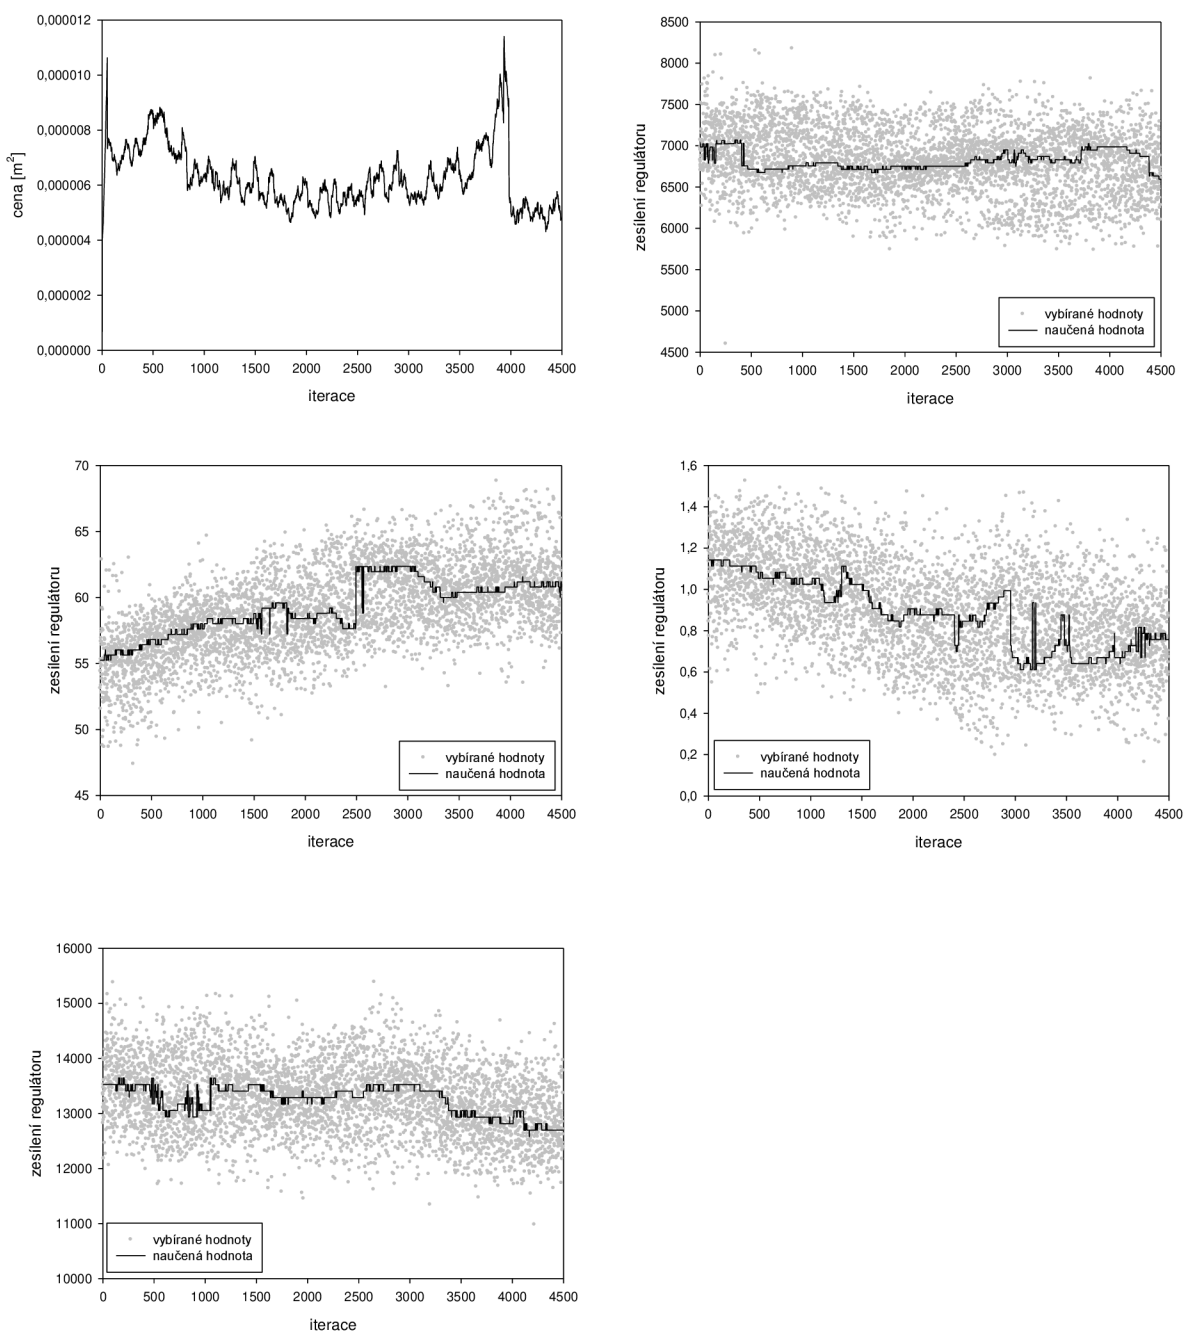 0,000012
0,000010
0,000008
0,000006
0,000004
0,000002
0,000000
cena [m²]
0 500 1000 1500 2000 2500 3000 3500 4000 4500
iterace
8500
8000
7500
7000
6500
6000
5500
5000
4500
zesílení regulátoru
vybírané hodnoty
naučená hodnota
0 500 1000 1500 2000 2500 3000 3500 4000 4500
iterace
70
65
60
55
50
45
zesílení regulátoru
vybírané hodnoty
naučená hodnota
0 500 1000 1500 2000 2500 3000 3500 4000 4500
iterace
1,6
1,4
1,2
1,0
0,8
0,6
0,4
0,2
0,0
zesílení regulátoru
vybírané hodnoty
naučená hodnota
0 500 1000 1500 2000 2500 3000 3500 4000 4500
iterace
16000
15000
14000
13000
12000
11000
10000
zesílení regulátoru
vybírané hodnoty
naučená hodnota
0 500 1000 1500 2000 2500 3000 3500 4000 4500
iterace